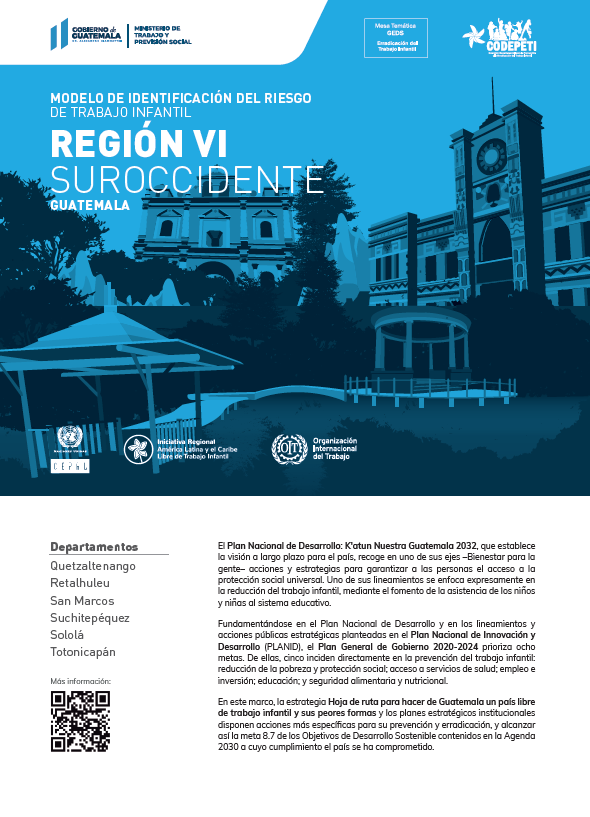 GOBIERNO de
GUATEMALA
DR. ALEJANDRO GIAMMATTEI
MINISTERIO DE
TRABAJO Y
PREVISIÓN SOCIAL
Mesa Temática
GEDS
Erradicación del
Trabajo Infantil
CODEPETI
MODELO DE IDENTIFICACIÓN DEL RIESGO
DE TRABAJO INFANTIL
REGIÓN VI
SUROCCIDENTE
GUATEMALA
NACIONES UNIDAS
CEPAL
Iniciativa Regional
América Latina y el Caribe
Libre de Trabajo Infantil
OIT
Organización
Internacional
del Trabajo
Departamentos
Quetzaltenango
Retalhuleu
San Marcos
Suchitepéquez
Sololá
Totonicapán
Más información:
El Plan Nacional de Desarrollo: K'atun Nuestra Guatemala 2032, que establece
la visión a largo plazo para el país, recoge en uno de sus ejes –Bienestar para la
gente– acciones y estrategias para garantizar a las personas el acceso a la
protección social universal. Uno de sus lineamientos se enfoca expresamente en
la reducción del trabajo infantil, mediante el fomento de la asistencia de los niños
y niñas al sistema educativo.
Fundamentándose en el Plan Nacional de Desarrollo y en los lineamientos y
acciones públicas estratégicas planteadas en el Plan Nacional de Innovación y
Desarrollo (PLANID), el Plan General de Gobierno 2020-2024 prioriza ocho
metas. De ellas, cinco inciden directamente en la prevención del trabajo infantil:
reducción de la pobreza y protección social; acceso a servicios de salud; empleo e
inversión; educación; y seguridad alimentaria y nutricional.
En este marco, la estrategia Hoja de ruta para hacer de Guatemala un país libre
de trabajo infantil y sus peores formas y los planes estratégicos institucionales
disponen acciones más específicas para su prevención y erradicación, y alcanzar
así la meta 8.7 de los Objetivos de Desarrollo Sostenible contenidos en la Agenda
2030 a cuyo cumplimiento el país se ha comprometido.